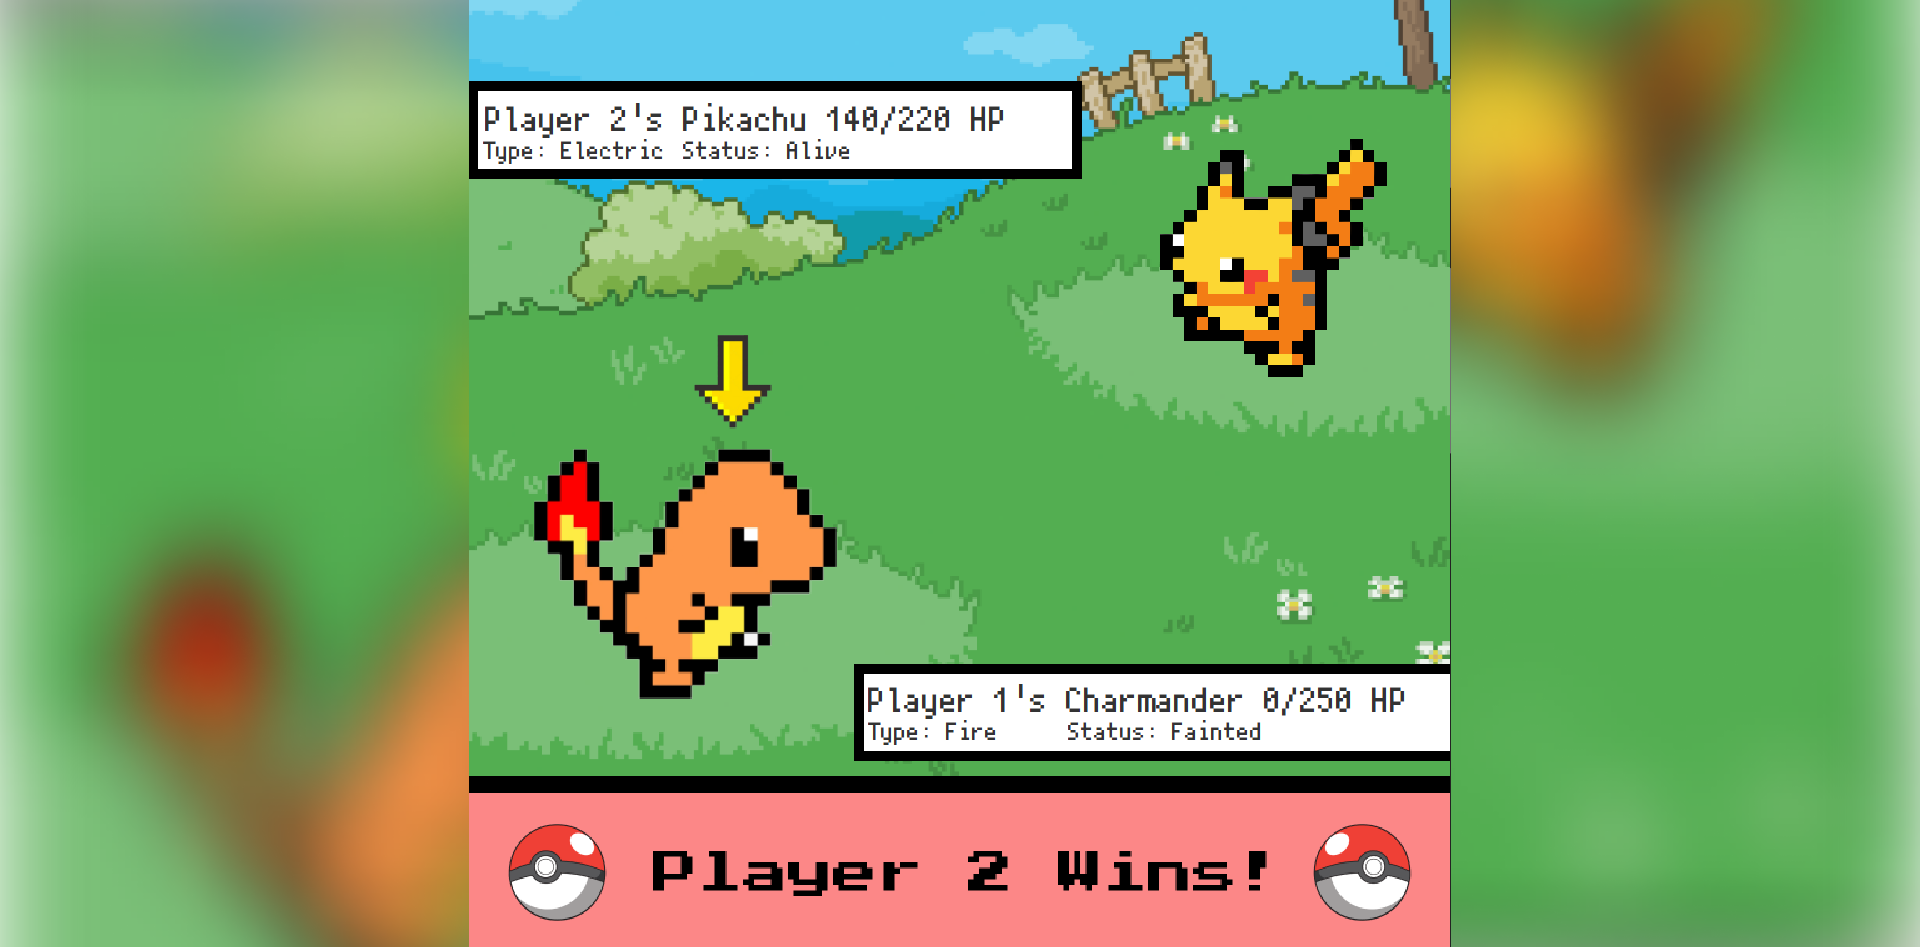 Player 2's Pikachu 140/220 HP
Type: Electric Status: Alive
Player 1's Charmander 0/250 HP
Type: Fire Status: Fainted
Player 2 Wins!